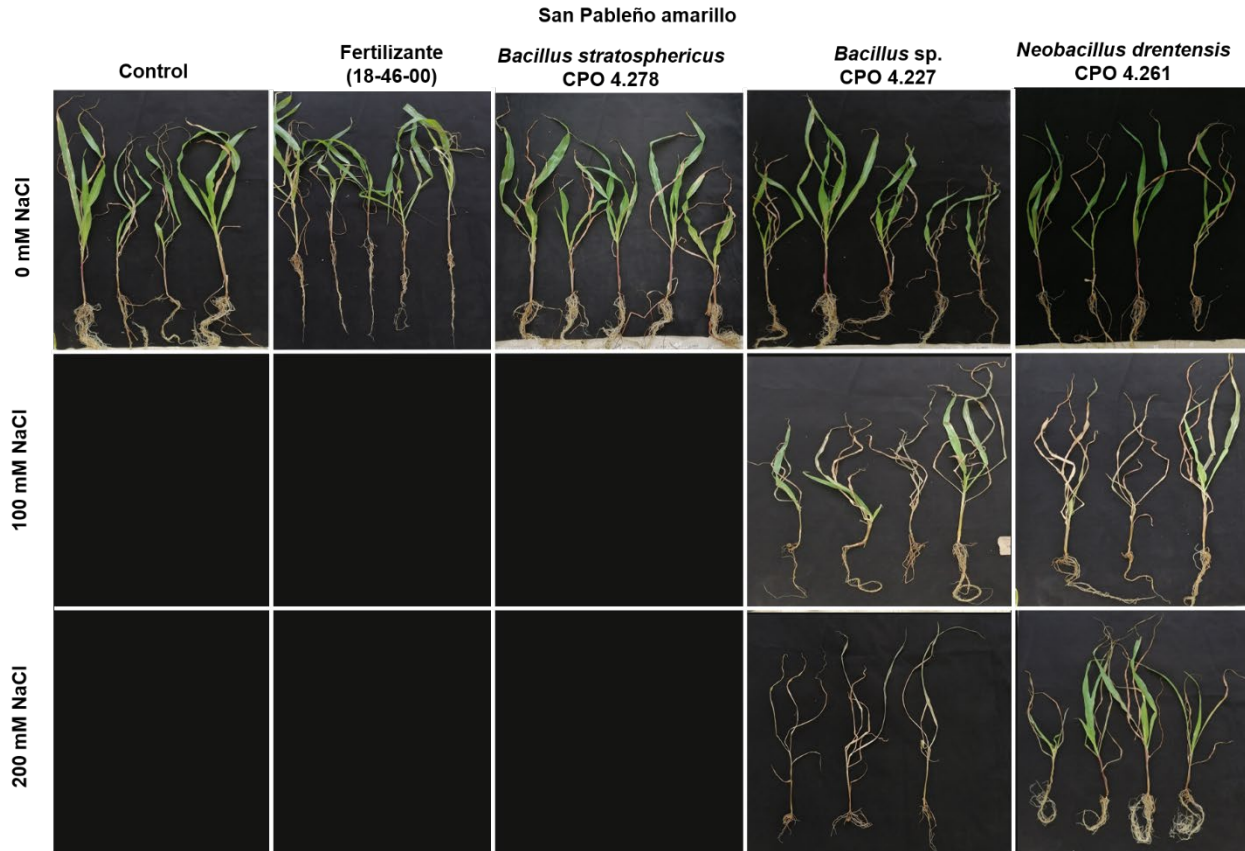 San Pableño amarillo
Control
Fertilizante
(18-46-00)
Bacillus stratosphericus
CPO 4.278
Bacillus sp.
CPO 4.227
Neobacillus drentensis
CPO 4.261
0 mM NaCl
100 mM NaCl
200 mM NaCl